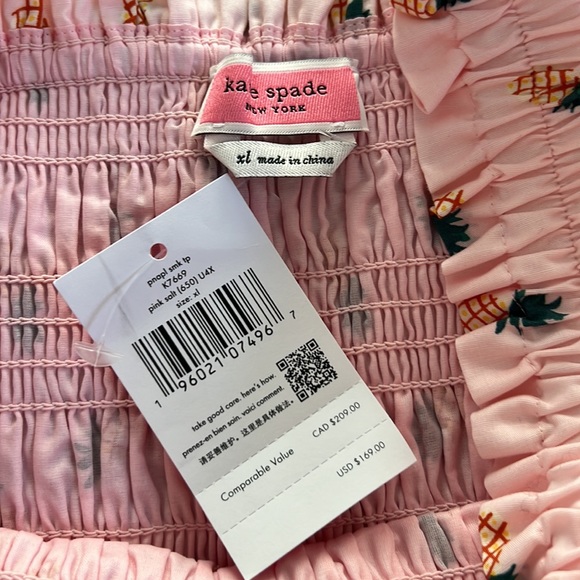 kate spade
NEW YORK
xl made in china
pnapl smk tp
K7669
pink salt (650) U4X
size: xl
1 96021 07496 7
take good care. here's how.
prenez-en bien soin. voici comment.
请妥善维护。这里是具体做法。
Comparable Value
CAD $209.00
USD $169.00